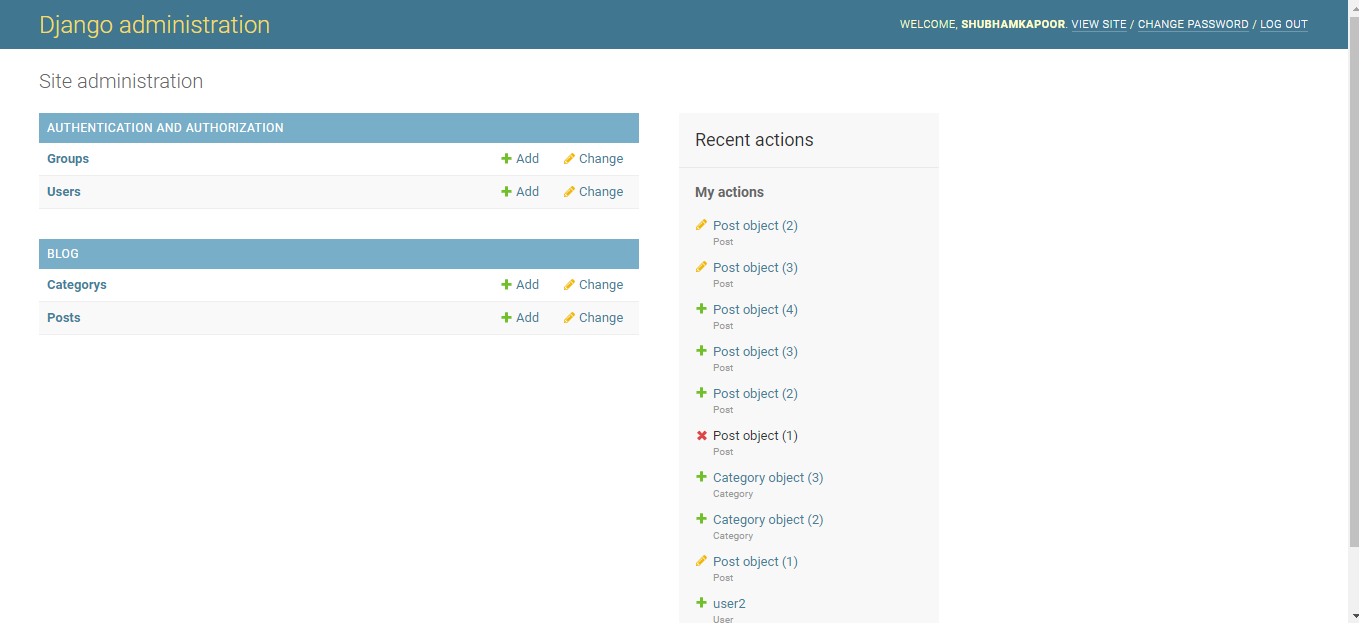 Django administration
WELCOME, SHUBHAMKAPOOR. VIEW SITE / CHANGE PASSWORD / LOG OUT
Site administration
AUTHENTICATION AND AUTHORIZATION
Groups Add Change
Users Add Change
BLOG
Categorys Add Change
Posts Add Change
Recent actions
My actions
Post object (2)
Post
Post object (3)
Post
Post object (4)
Post
Post object (3)
Post
Post object (2)
Post
Post object (1)
Post
Category object (3)
Category
Category object (2)
Category
Post object (1)
Post
user2
User